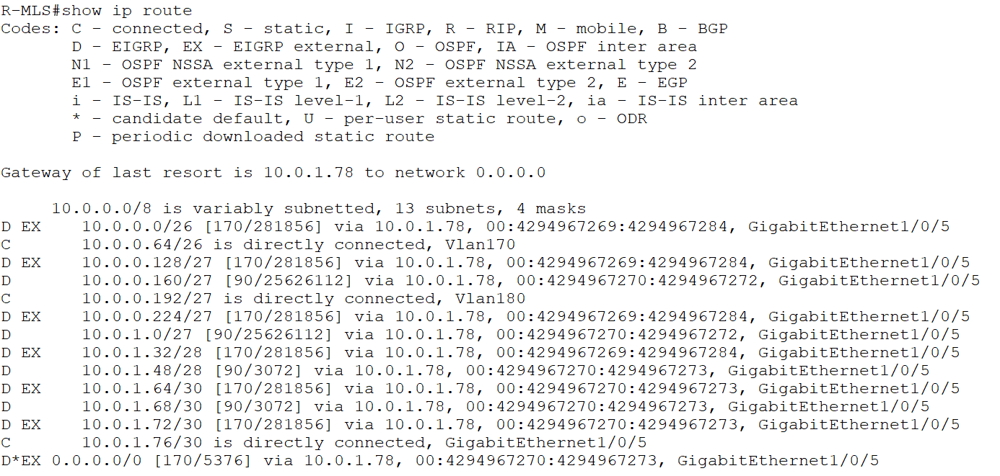 R-MLS#show ip route
Codes: C - connected, S - static, I - IGRP, R - RIP, M - mobile, B - BGP
       D - EIGRP, EX - EIGRP external, O - OSPF, IA - OSPF inter area
       N1 - OSPF NSSA external type 1, N2 - OSPF NSSA external type 2
       E1 - OSPF external type 1, E2 - OSPF external type 2, E - EGP
       i - IS-IS, L1 - IS-IS level-1, L2 - IS-IS level-2, ia - IS-IS inter area
       * - candidate default, U - per-user static route, o - ODR
       P - periodic downloaded static route

Gateway of last resort is 10.0.1.78 to network 0.0.0.0

     10.0.0.0/8 is variably subnetted, 13 subnets, 4 masks
D EX    10.0.0.0/26 [170/281856] via 10.0.1.78, 00:4294967269:4294967284, GigabitEthernet1/0/5
C       10.0.0.64/26 is directly connected, Vlan170
D EX    10.0.0.128/27 [170/281856] via 10.0.1.78, 00:4294967269:4294967284, GigabitEthernet1/0/5
D       10.0.0.160/27 [90/25626112] via 10.0.1.78, 00:4294967270:4294967272, GigabitEthernet1/0/5
C       10.0.0.192/27 is directly connected, Vlan180
D EX    10.0.0.224/27 [170/281856] via 10.0.1.78, 00:4294967269:4294967284, GigabitEthernet1/0/5
D       10.0.1.0/27 [90/25626112] via 10.0.1.78, 00:4294967270:4294967272, GigabitEthernet1/0/5
D EX    10.0.1.32/28 [170/281856] via 10.0.1.78, 00:4294967269:4294967284, GigabitEthernet1/0/5
D       10.0.1.48/28 [90/3072] via 10.0.1.78, 00:4294967270:4294967273, GigabitEthernet1/0/5
D EX    10.0.1.64/30 [170/281856] via 10.0.1.78, 00:4294967270:4294967273, GigabitEthernet1/0/5
D       10.0.1.68/30 [90/3072] via 10.0.1.78, 00:4294967270:4294967273, GigabitEthernet1/0/5
D EX    10.0.1.72/30 [170/281856] via 10.0.1.78, 00:4294967270:4294967273, GigabitEthernet1/0/5
C       10.0.1.76/30 is directly connected, GigabitEthernet1/0/5
D*EX 0.0.0.0/0 [170/5376] via 10.0.1.78, 00:4294967270:4294967273, GigabitEthernet1/0/5